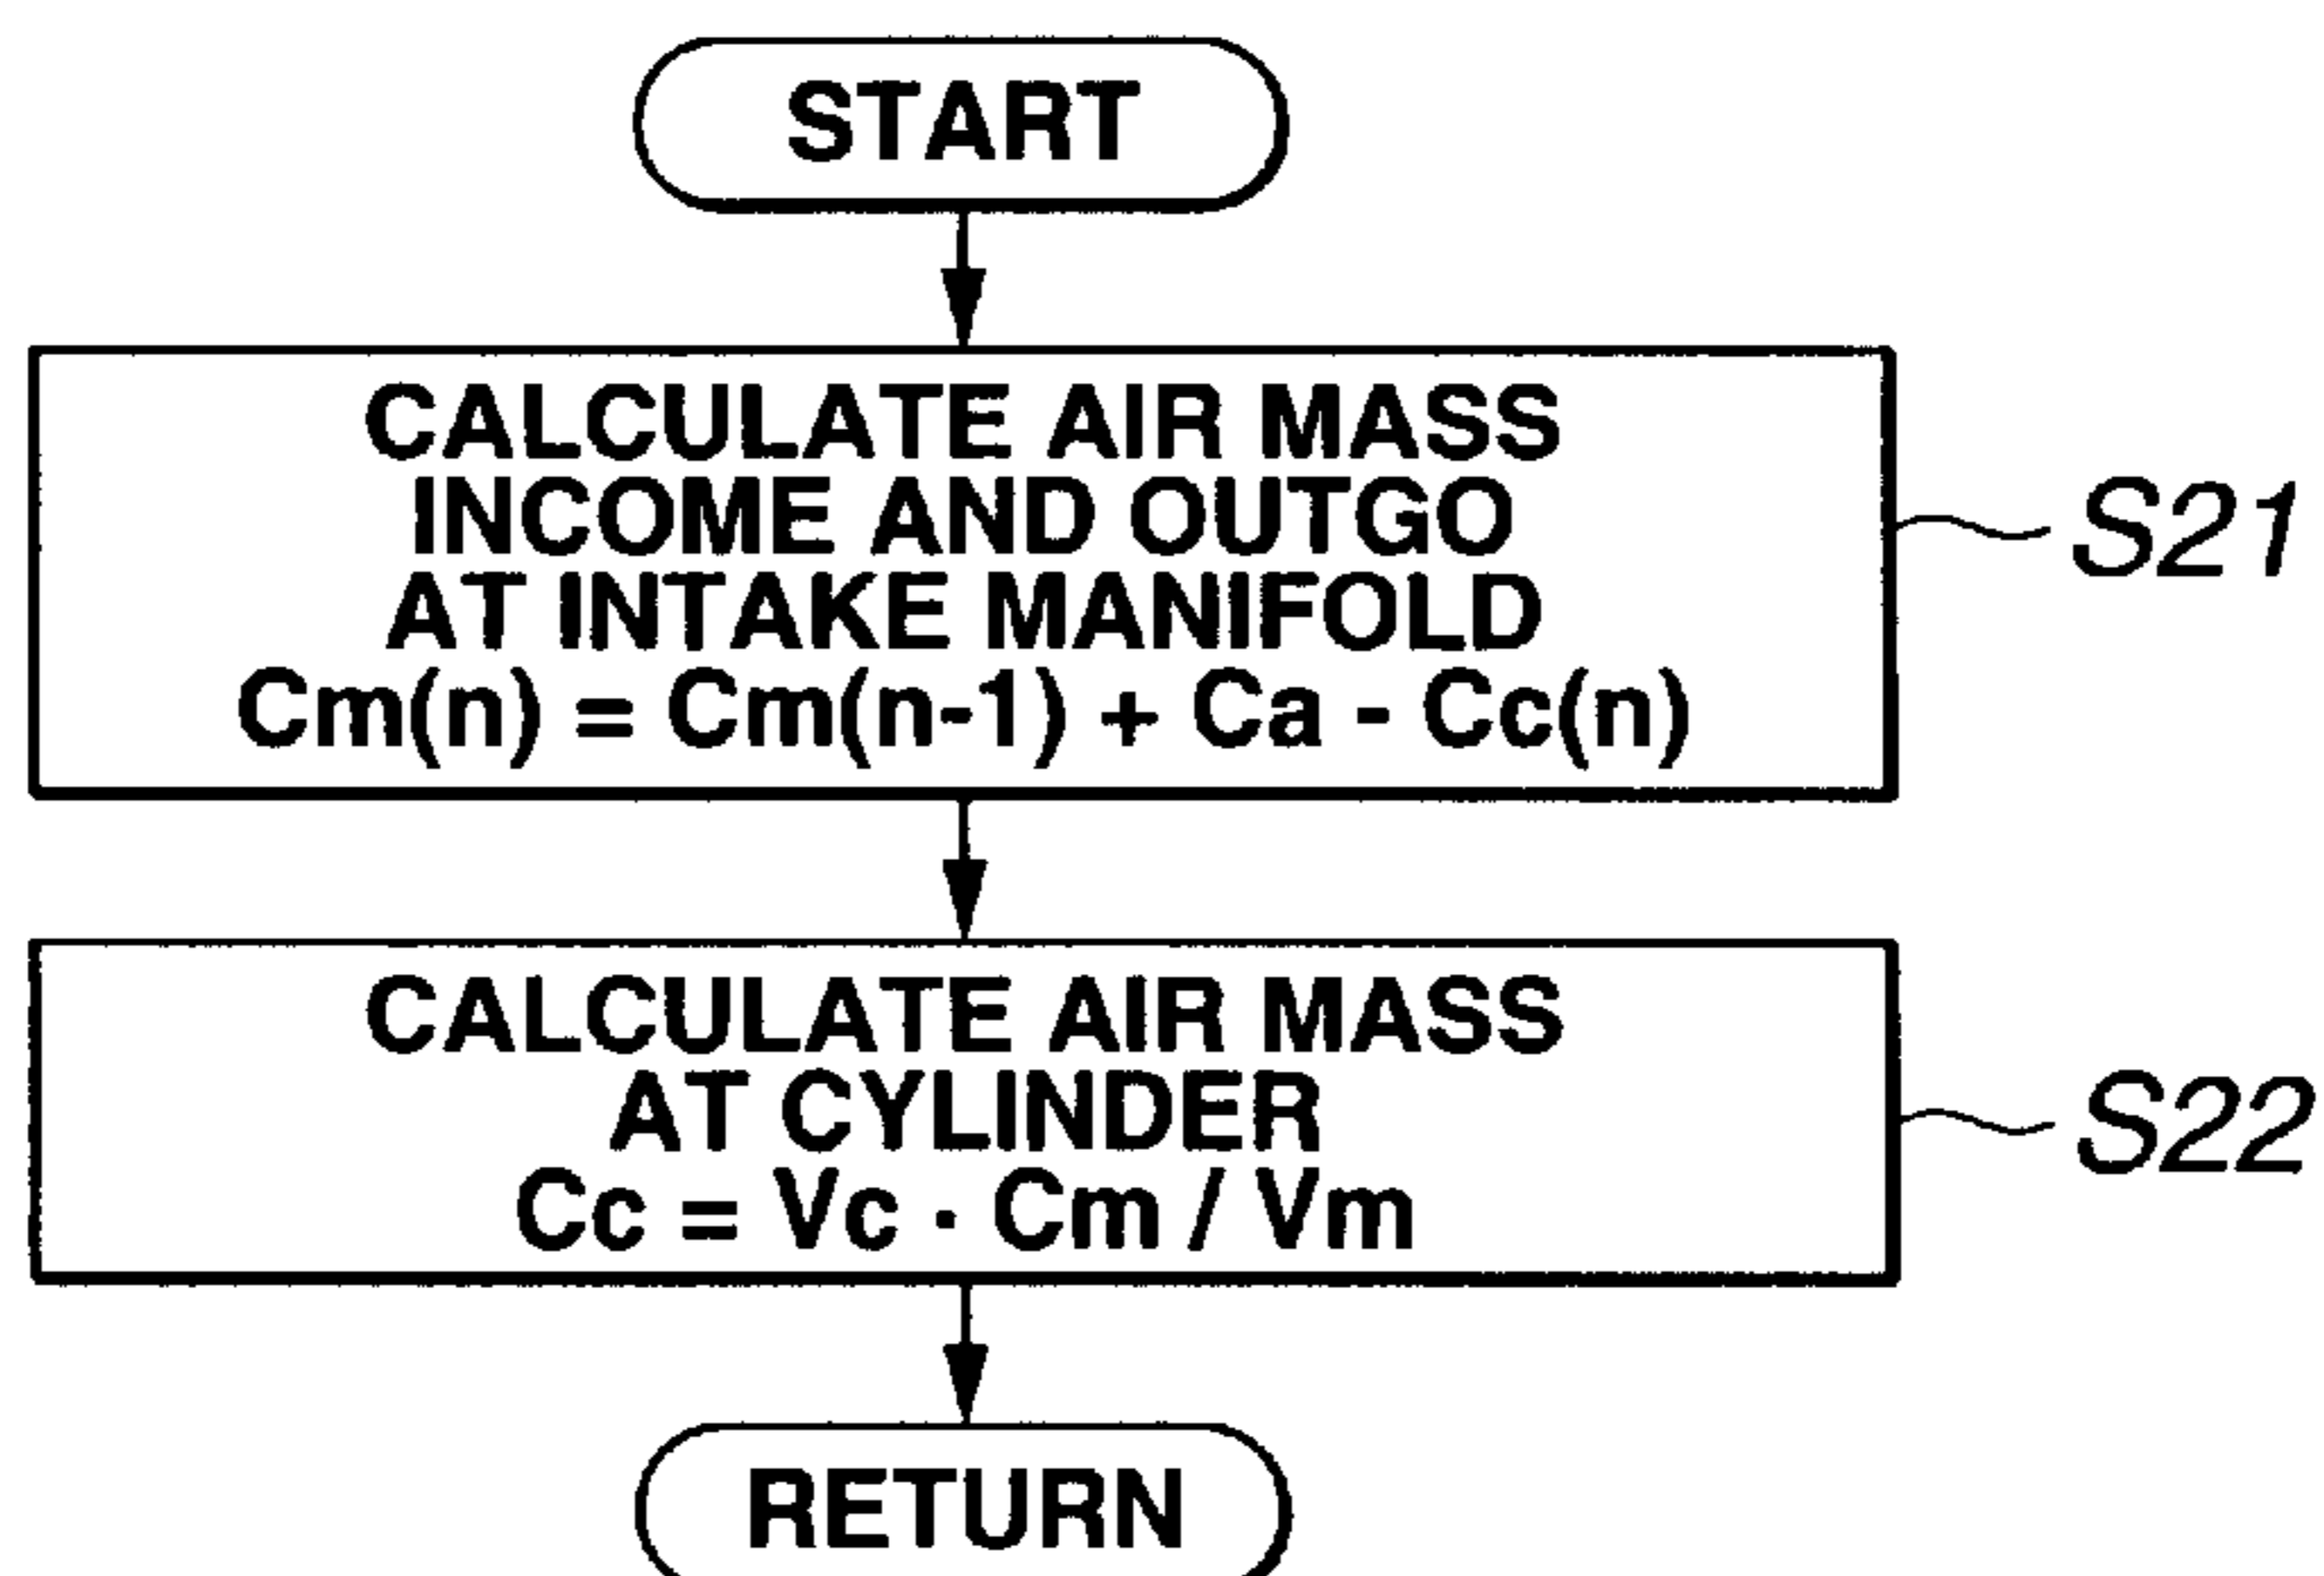 START
CALCULATE AIR MASS
INCOME AND OUTGO
AT INTAKE MANIFOLD
Cm(n) = Cm(n-1) + Ca - Cc(n)
S21
CALCULATE AIR MASS
AT CYLINDER
Cc = Vc · Cm / Vm
S22
RETURN